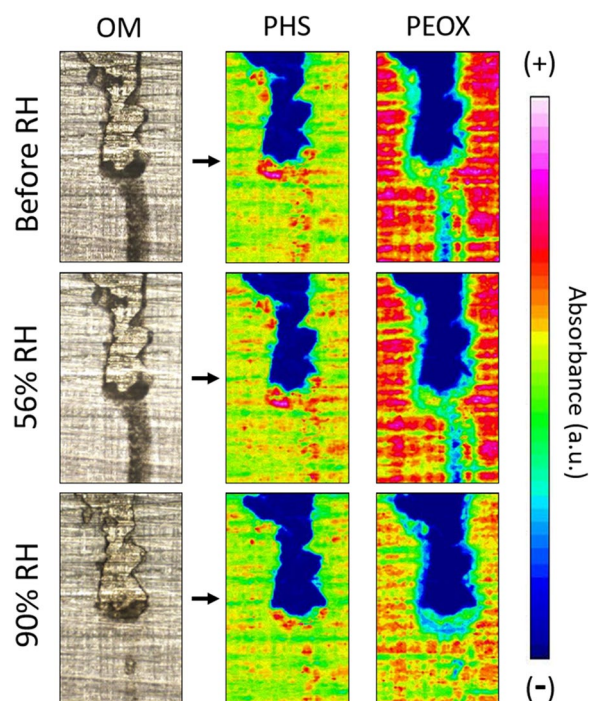 OM PHS PEOX
(+)
Before RH
56% RH
90% RH
Absorbance (a.u.)
(-)